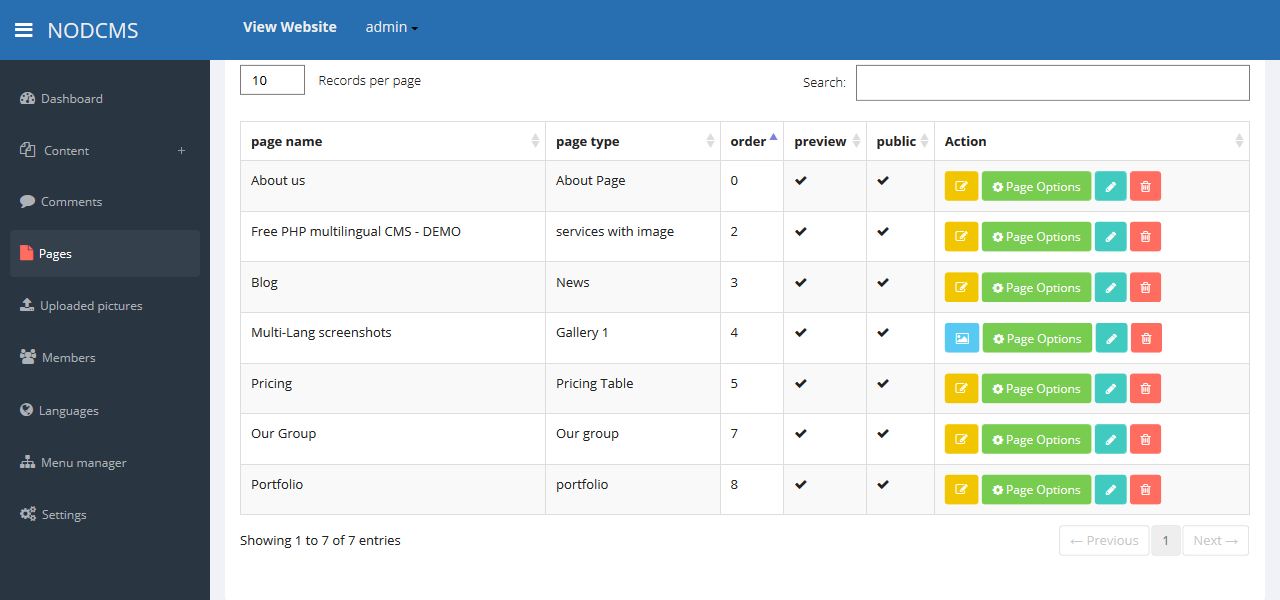 NODCMS View Website admin
10 Records per page Search:
Dashboard
Content +
Comments
Pages
Uploaded pictures
Members
Languages
Menu manager
Settings
page name page type order preview public Action
About us About Page 0 Page Options
Free PHP multilingual CMS - DEMO services with image 2 Page Options
Blog News 3 Page Options
Multi-Lang screenshots Gallery 1 4 Page Options
Pricing Pricing Table 5 Page Options
Our Group Our group 7 Page Options
Portfolio portfolio 8 Page Options
Showing 1 to 7 of 7 entries ← Previous 1 Next →